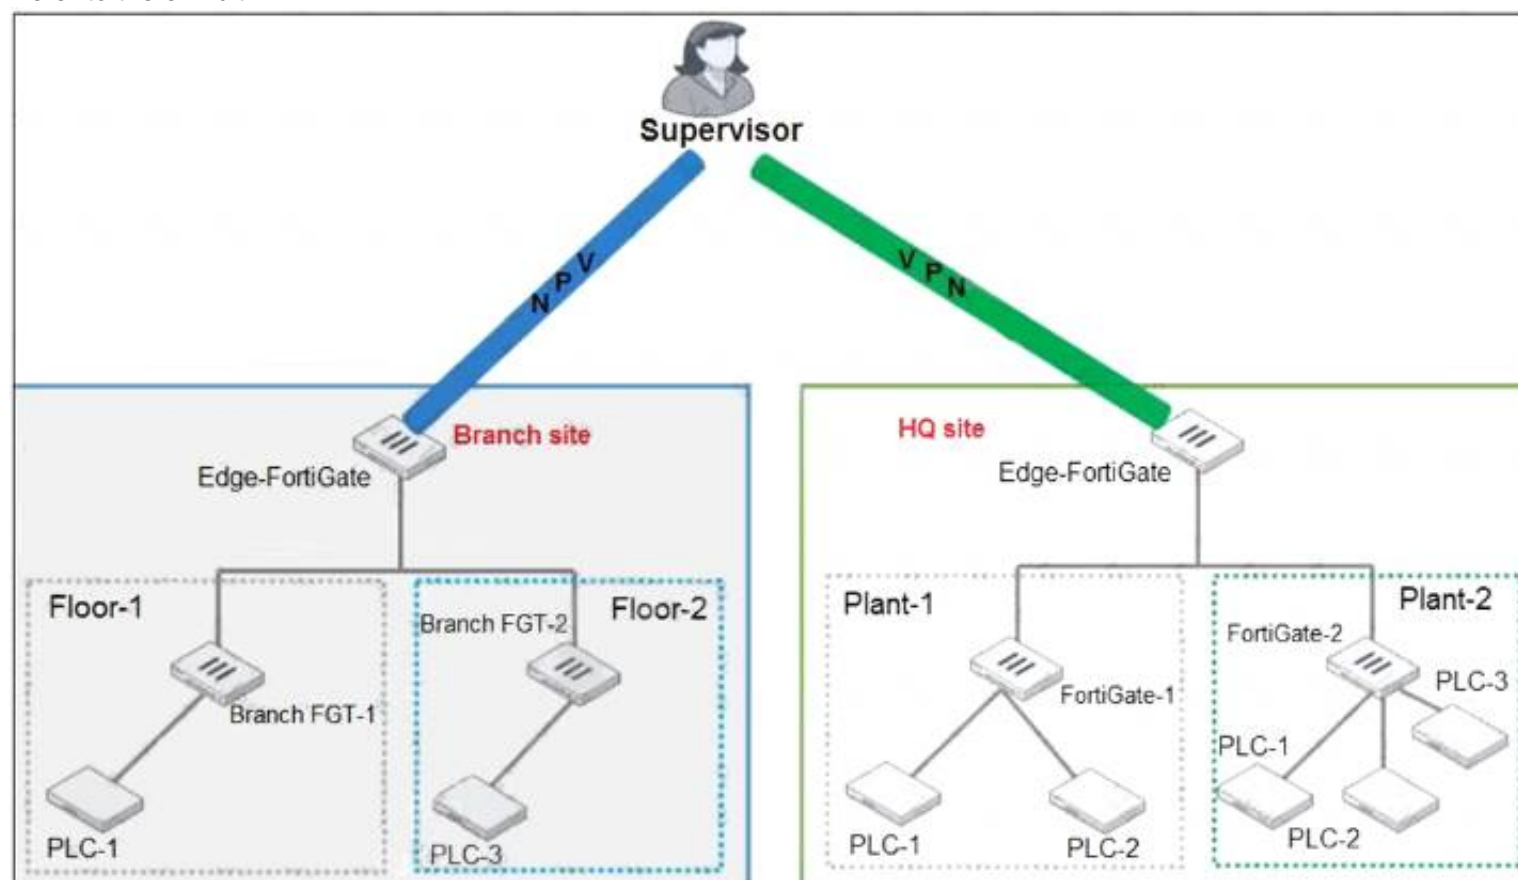 Supervisor
VPN
VPN
Branch site
Edge-FortiGate
HQ site
Edge-FortiGate
Floor-1
Branch FGT-2
Floor-2
Branch FGT-1
PLC-1
PLC-3
Plant-1
FortiGate-1
PLC-1
PLC-2
Plant-2
FortiGate-2
PLC-3
PLC-1
PLC-2